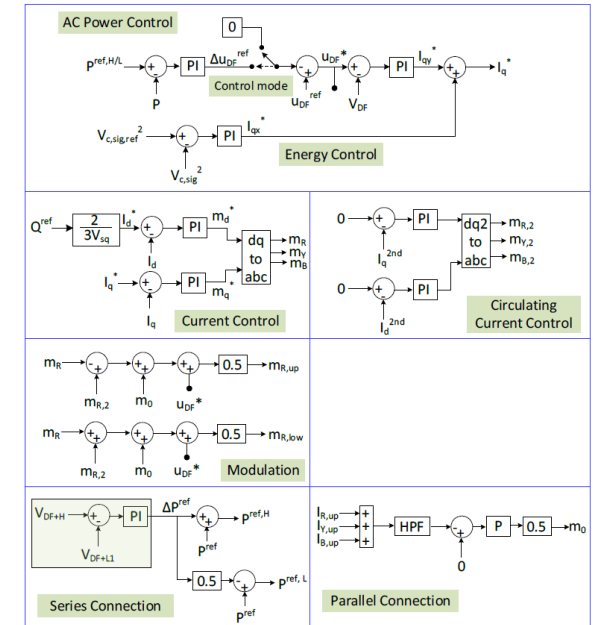 AC Power Control
0
P^ref,H/L
+
-
PI
Δu_DF^ref
-
+
u_DF*
+
-
PI
I_qy*
+
+
I_q*
Control mode
P
u_DF^ref
V_DF
V_c,sig,ref^2
+
-
PI
I_qx*
Energy Control
V_c,sig^2
Q^ref
2
3V_sq
I_d*
+
-
PI
m_d*
I_d
dq
to
abc
m_R
m_Y
m_B
I_q*
+
-
PI
m_q*
I_q
Current Control
0
+
-
PI
I_q^2nd
dq2
to
abc
m_R,2
m_Y,2
m_B,2
0
+
-
PI
I_d^2nd
Circulating
Current Control
m_R
-
+
+
+
+
+
0.5
m_R,up
m_R,2
m_0
u_DF*
m_R
+
+
+
+
+
+
0.5
m_R,low
m_R,2
m_0
u_DF*
Modulation
V_DF+H
+
-
PI
ΔP^ref
+
+
P^ref,H
V_DF+L1
P^ref
0.5
-
+
P^ref, L
P^ref
Series Connection
I_R,up
I_Y,up
I_B,up
+
+
+
HPF
-
+
P
0.5
m_0
0
Parallel Connection